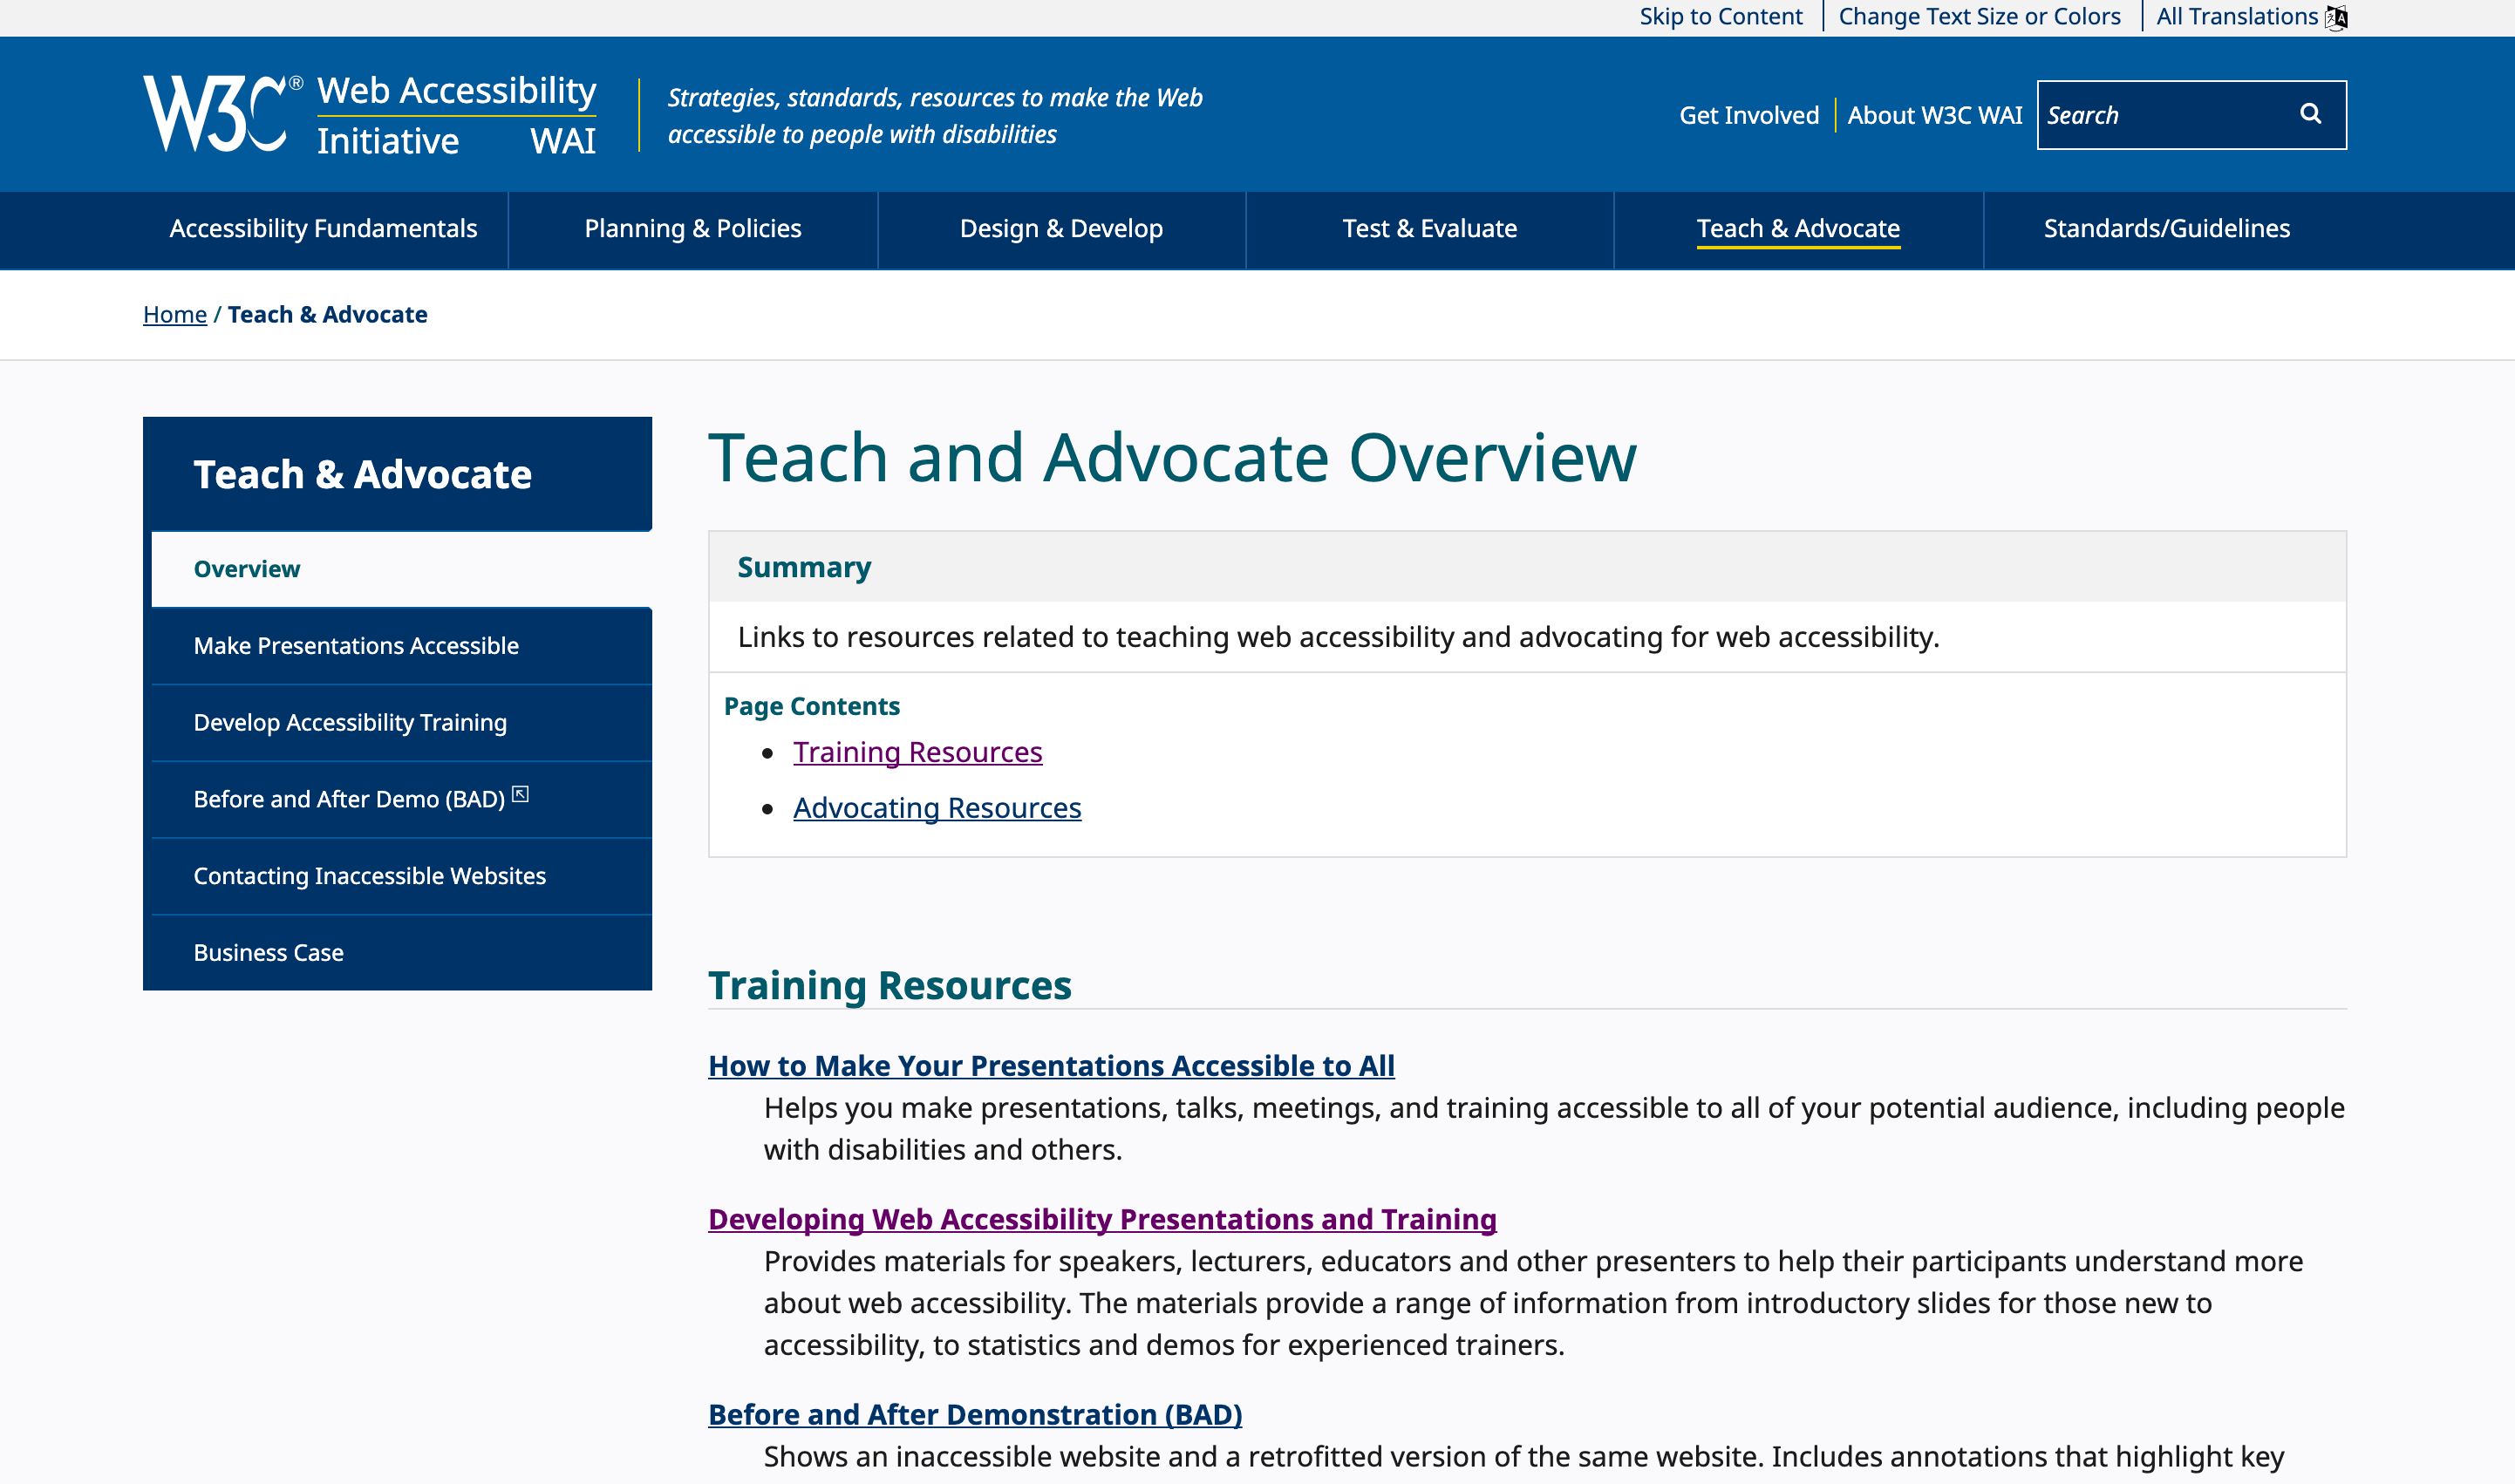 Skip to Content
Change Text Size or Colors
All Translations
W3C® Web Accessibility
Initiative WAI
Strategies, standards, resources to make the Web
accessible to people with disabilities
Get Involved
About W3C WAI
Search
Accessibility Fundamentals
Planning & Policies
Design & Develop
Test & Evaluate
Teach & Advocate
Standards/Guidelines
Home / Teach & Advocate
Teach & Advocate
Overview
Make Presentations Accessible
Develop Accessibility Training
Before and After Demo (BAD)
Contacting Inaccessible Websites
Business Case
Teach and Advocate Overview
Summary
Links to resources related to teaching web accessibility and advocating for web accessibility.
Page Contents
Training Resources
Advocating Resources
Training Resources
How to Make Your Presentations Accessible to All
Helps you make presentations, talks, meetings, and training accessible to all of your potential audience, including people
with disabilities and others.
Developing Web Accessibility Presentations and Training
Provides materials for speakers, lecturers, educators and other presenters to help their participants understand more
about web accessibility. The materials provide a range of information from introductory slides for those new to
accessibility, to statistics and demos for experienced trainers.
Before and After Demonstration (BAD)
Shows an inaccessible website and a retrofitted version of the same website. Includes annotations that highlight key